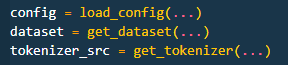 config = load_config(...)
dataset = get_dataset(...)
tokenizer_src = get_tokenizer(...)